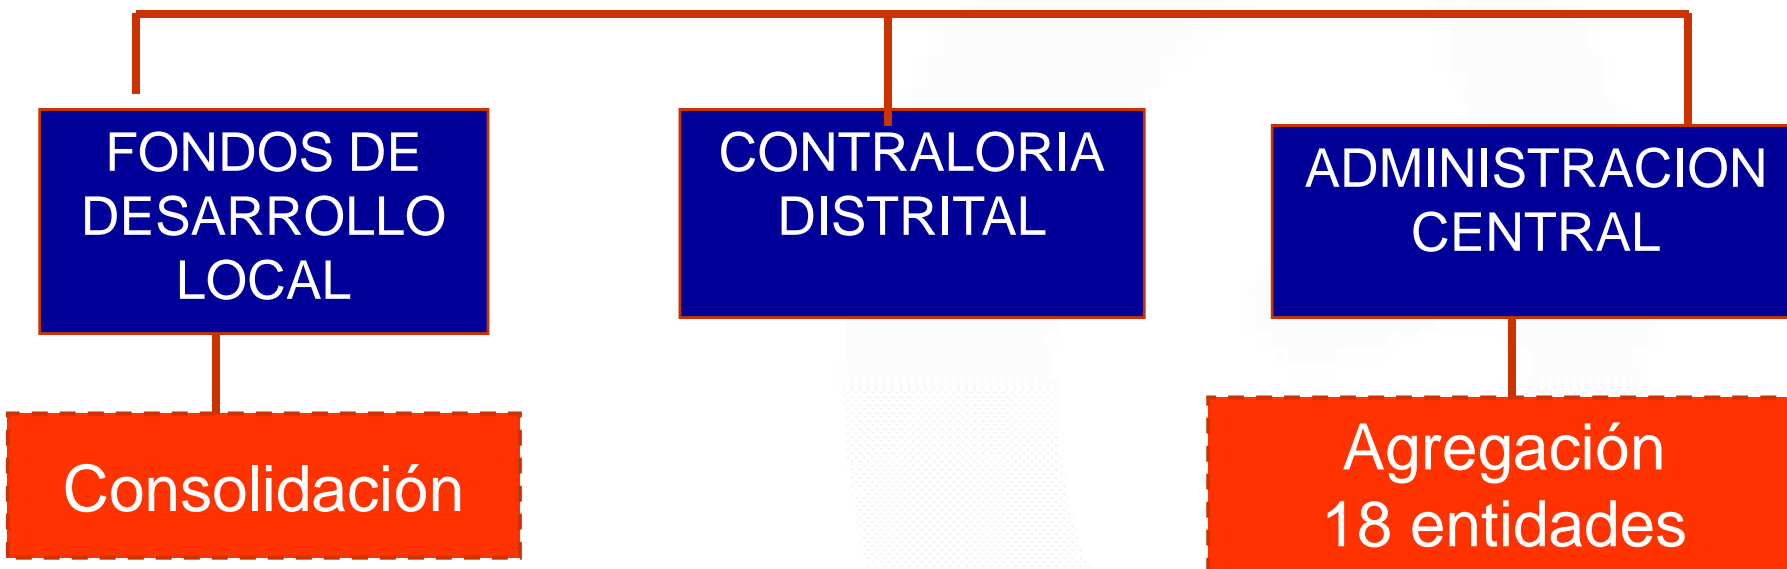 FONDOS DE
DESARROLLO
LOCAL
CONTRALORIA
DISTRITAL
ADMINISTRACION
CENTRAL
Consolidación
Agregación
18 entidades